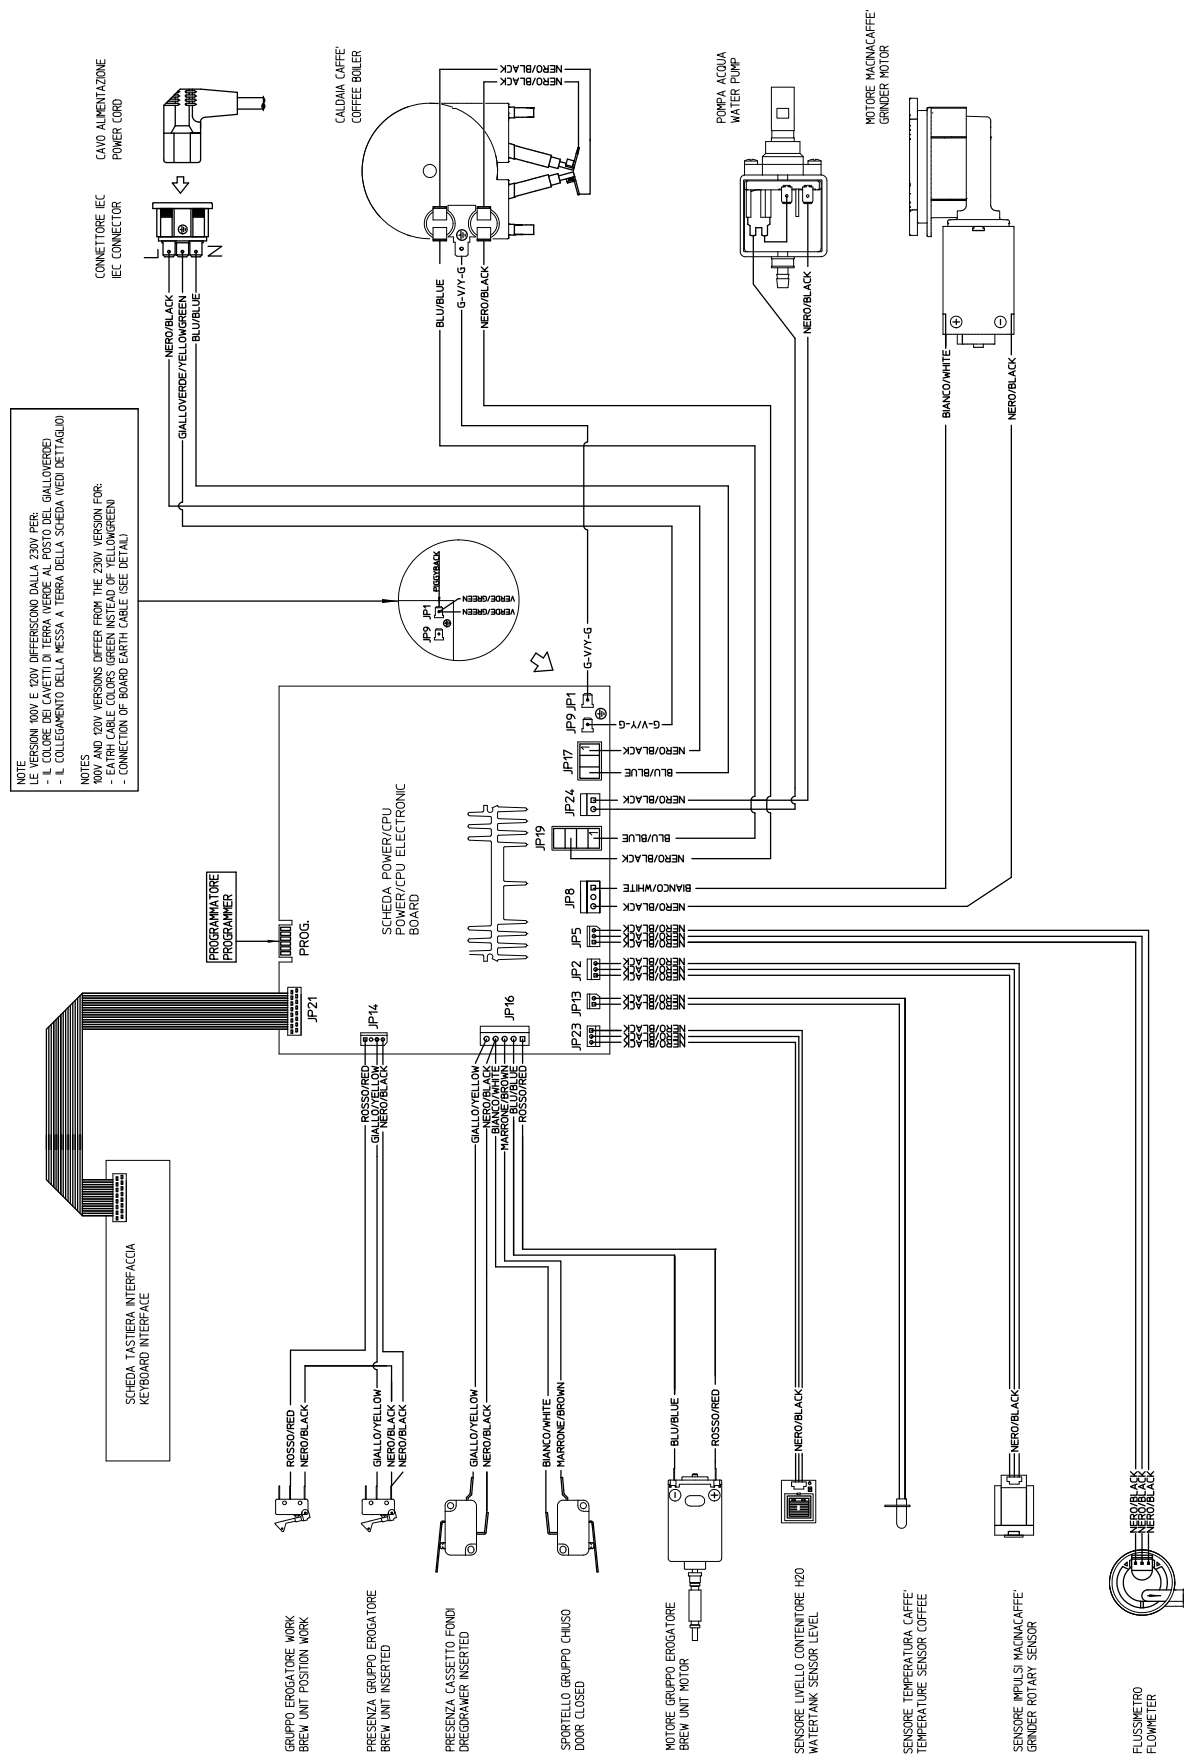 CAVO ALIMENTAZIONE
POWER CORD
CONNETTORE IEC
IEC CONNECTOR
L
N
NERO/BLACK
GIALLOVERDE/YELLOWGREEN
BLU/BLUE
CALDAIA CAFFE'
COFFEE BOILER
NERO/BLACK
NERO/BLACK
BLU/BLUE
G-V/Y-G
NERO/BLACK
POMPA ACQUA
WATER PUMP
NERO/BLACK
MOTORE MACINACAFFE'
GRINDER MOTOR
+
-
BIANCO/WHITE
NERO/BLACK
NOTE
LE VERSIONI 100V E 120V DIFFERISCONO DALLA 230V PER:
- IL COLORE DEI CAVETTI DI TERRA (VERDE AL POSTO DEL GIALLOVERDE)
- IL COLLEGAMENTO DELLA MESSA A TERRA DELLA SCHEDA (VEDI DETTAGLIO)
NOTES
100V AND 120V VERSIONS DIFFER FROM THE 230V VERSION FOR:
- EATRH CABLE COLORS (GREEN INSTEAD OF YELLOWGREEN)
- CONNECTION OF BOARD EARTH CABLE (SEE DETAIL)
PIGGYBACK
JP9
JP1
VERDE/GREEN
VERDE/GREEN
G-V/Y-G
JP1
JP9
G-V/Y-G
JP17
NERO/BLACK
BLU/BLUE
JP24
NERO/BLACK
JP19
BLU/BLUE
NERO/BLACK
JP8
BIANCO/WHITE
NERO/BLACK
JP5
NERO/BLACK
NERO/BLACK
NERO/BLACK
JP2
NERO/BLACK
NERO/BLACK
NERO/BLACK
JP13
NERO/BLACK
NERO/BLACK
JP23
NERO/BLACK
NERO/BLACK
NERO/BLACK
SCHEDA POWER/CPU
POWER/CPU ELECTRONIC
BOARD
PROGRAMMATORE
PROGRAMMER
PROG.
JP21
JP14
ROSSO/RED
GIALLO/YELLOW
NERO/BLACK
JP16
GIALLO/YELLOW
NERO/BLACK
BIANCO/WHITE
MARRONE/BROWN
BLU/BLUE
ROSSO/RED
SCHEDA TASTIERA INTERFACCIA
KEYBOARD INTERFACE
ROSSO/RED
NERO/BLACK
GIALLO/YELLOW
NERO/BLACK
NERO/BLACK
GIALLO/YELLOW
NERO/BLACK
BIANCO/WHITE
MARRONE/BROWN
BLU/BLUE
ROSSO/RED
-
+
NERO/BLACK
NERO/BLACK
NERO/BLACK
NERO/BLACK
NERO/BLACK
GRUPPO EROGATORE WORK
BREW UNIT POSITION WORK
PRESENZA GRUPPO EROGATORE
BREW UNIT INSERTED
PRESENZA CASSETTO FONDI
DREGDRAWER INSERTED
SPORTELLO GRUPPO CHIUSO
DOOR CLOSED
MOTORE GRUPPO EROGATORE
BREW UNIT MOTOR
SENSORE LIVELLO CONTENITORE H2O
WATERTANK SENSOR LEVEL
SENSORE TEMPERATURA CAFFE'
TEMPERATURE SENSOR COFFEE
SENSORE IMPULSI MACINACAFFE'
GRINDER ROTARY SENSOR
FLUSSIMETRO
FLOWMETER